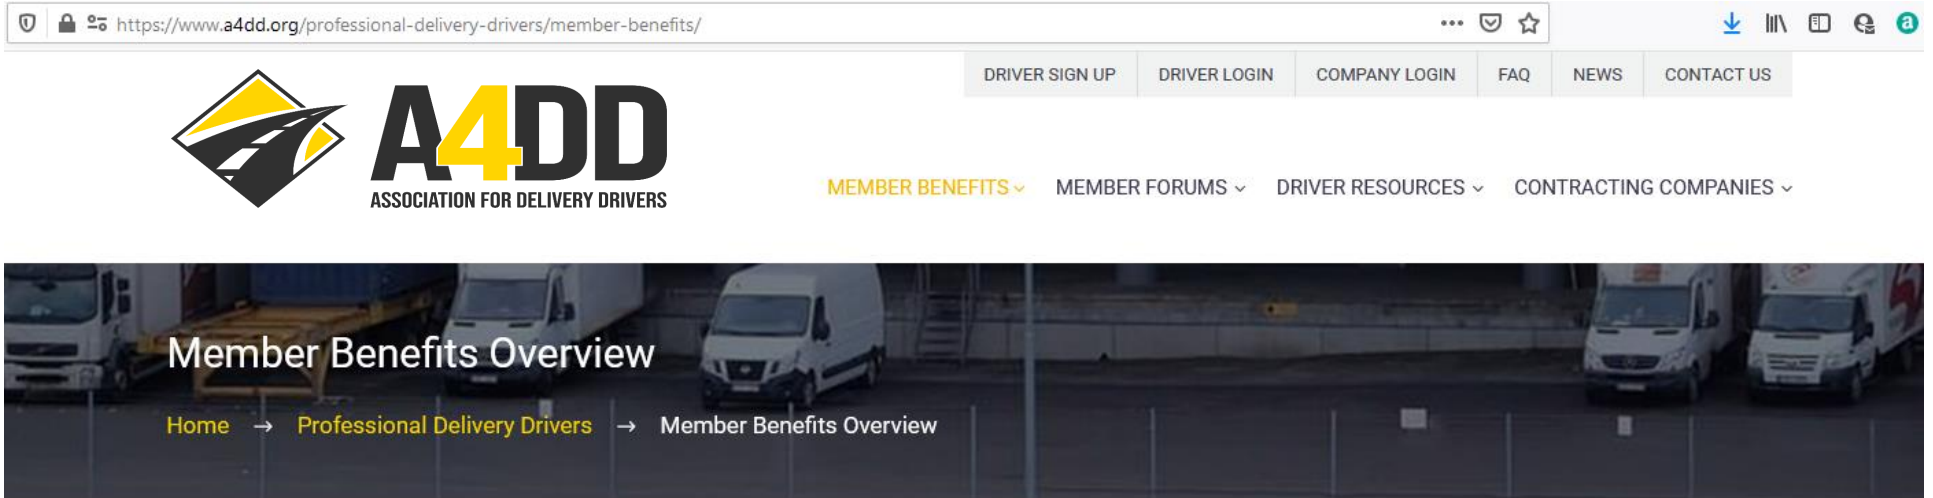 https://www.a4dd.org/professional-delivery-drivers/member-benefits/
DRIVER SIGN UP DRIVER LOGIN COMPANY LOGIN FAQ NEWS CONTACT US
A4DD
ASSOCIATION FOR DELIVERY DRIVERS
MEMBER BENEFITS MEMBER FORUMS DRIVER RESOURCES CONTRACTING COMPANIES
Member Benefits Overview
Home → Professional Delivery Drivers → Member Benefits Overview